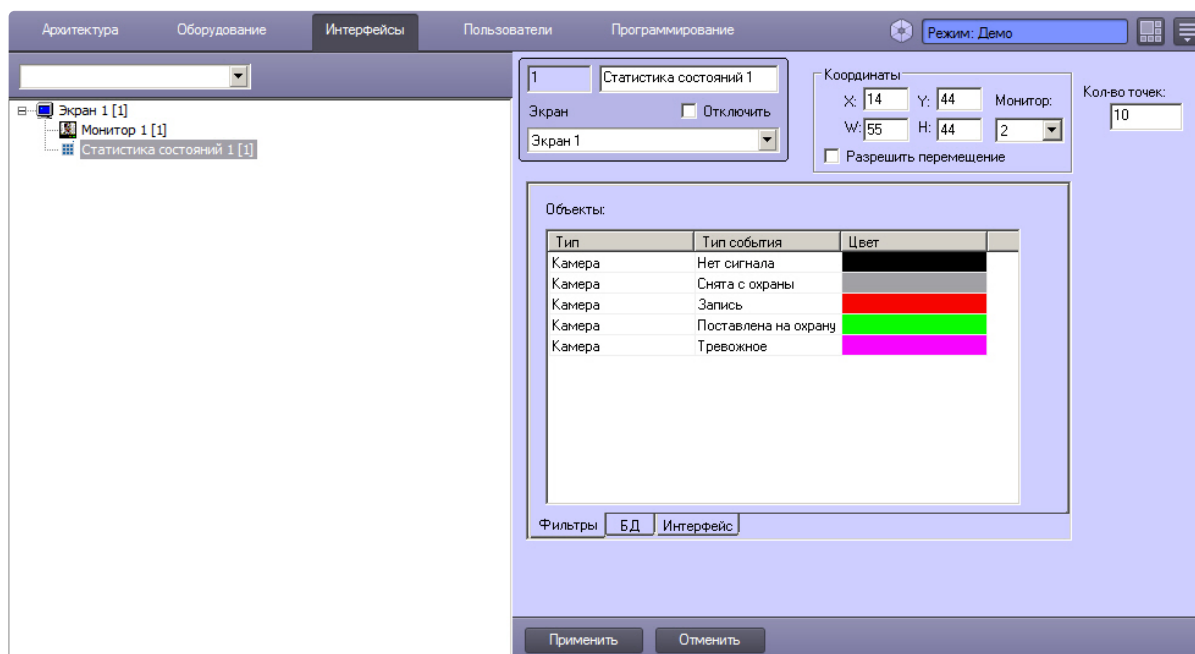 Архитектура Оборудование Интерфейсы Пользователи Программирование Режим: Демо
Экран 1 [1]
Монитор 1 [1]
Статистика состояний 1 [1]
1 Статистика состояний 1
Экран Отключить
Экран 1
Координаты
X: 14 Y: 44 Монитор:
W: 55 H: 44 2
Разрешить перемещение
Кол-во точек:
10
Объекты:
Тип Тип события Цвет
Камера Нет сигнала
Камера Снята с охраны
Камера Запись
Камера Поставлена на охрану
Камера Тревожное
Фильтры БД Интерфейс
Применить Отменить